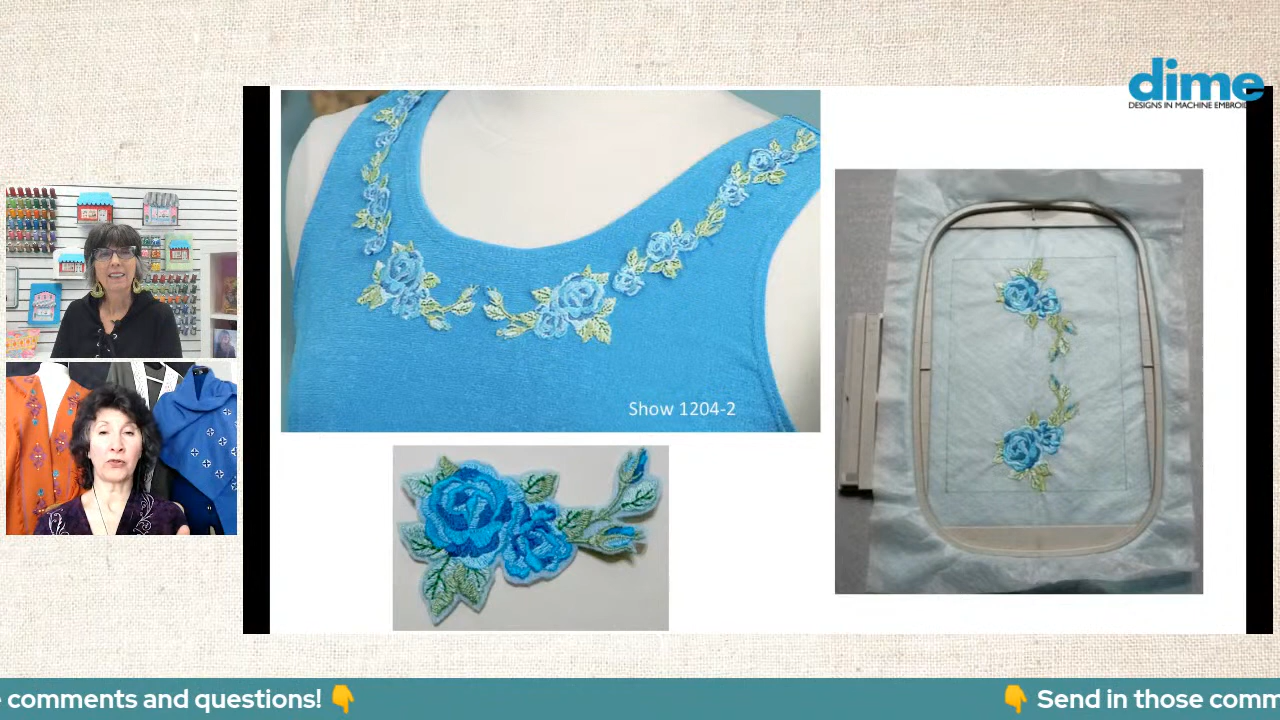 dime
DESIGNS IN MACHINE EMBROI
Show 1204-2
comments and questions! 👇
👇 Send in those comm